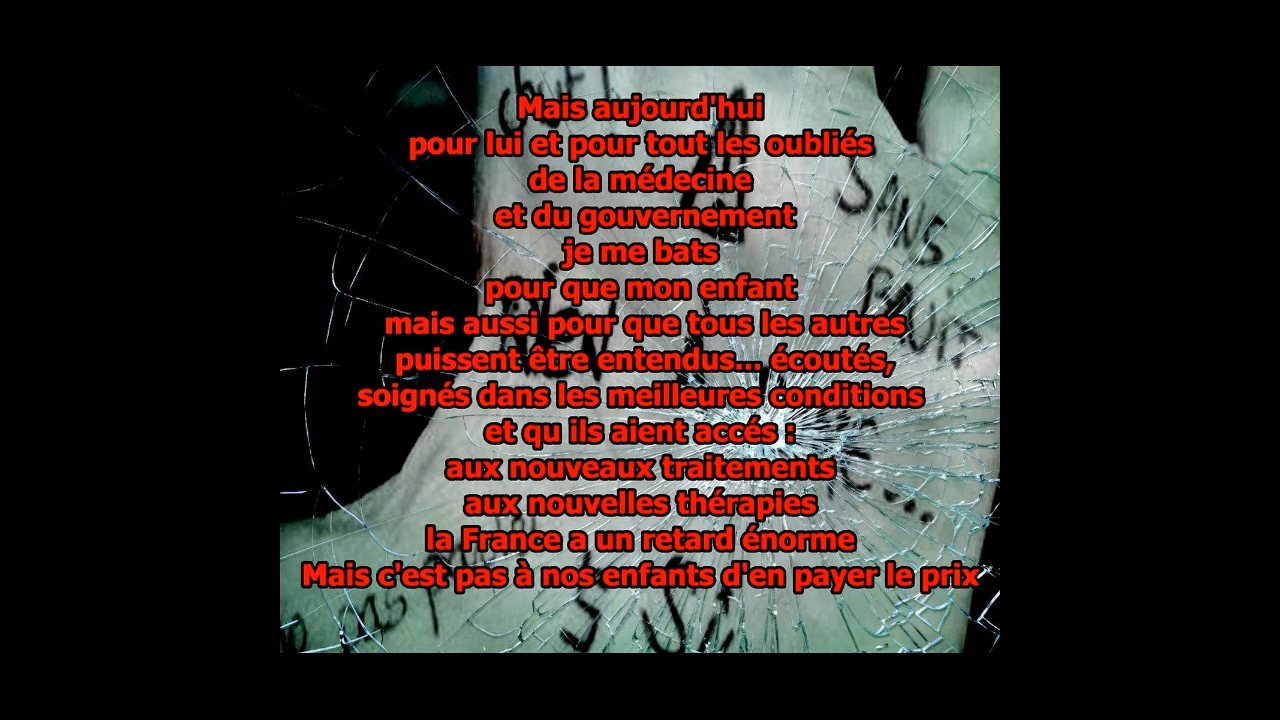 Mais aujourd'hui
pour lui et pour tout les oubliés
de la médecine
et du gouvernement
je me bats
pour que mon enfant
mais aussi pour que tous les autres
puissent être entendus... écoutés,
soignés dans les meilleures conditions
et qu ils aient accés :
aux nouveaux traitements
aux nouvelles thérapies
la France a un retard énorme
Mais c'est pas à nos enfants d'en payer le prix
SANS